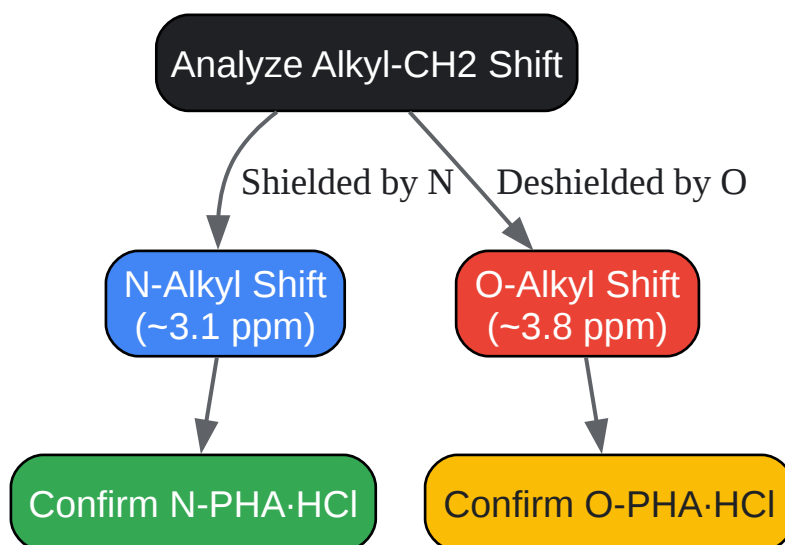 Analyze Alkyl-CH2 Shift
Shielded by N
Deshielded by O
N-Alkyl Shift
(~3.1 ppm)
O-Alkyl Shift
(~3.8 ppm)
Confirm N-PHA·HCl
Confirm O-PHA·HCl